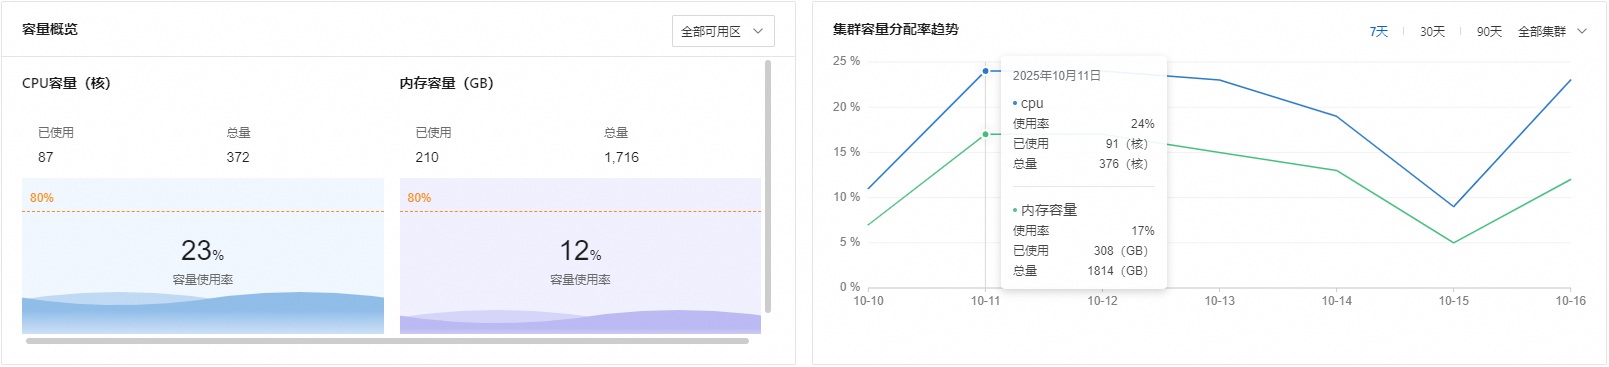 容量概览
全部可用区
CPU容量（核）
内存容量（GB）
已使用
总量
已使用
总量
87
372
210
1,716
80%
80%
23%
12%
容量使用率
容量使用率
集群容量分配率趋势
7天
30天
90天
全部集群
25 %
20 %
15 %
10 %
5 %
0 %
2025年10月11日
cpu
使用率
24%
已使用
91（核）
总量
376（核）
内存容量
使用率
17%
已使用
308（GB）
总量
1814（GB）
10-10
10-11
10-12
10-13
10-14
10-15
10-16